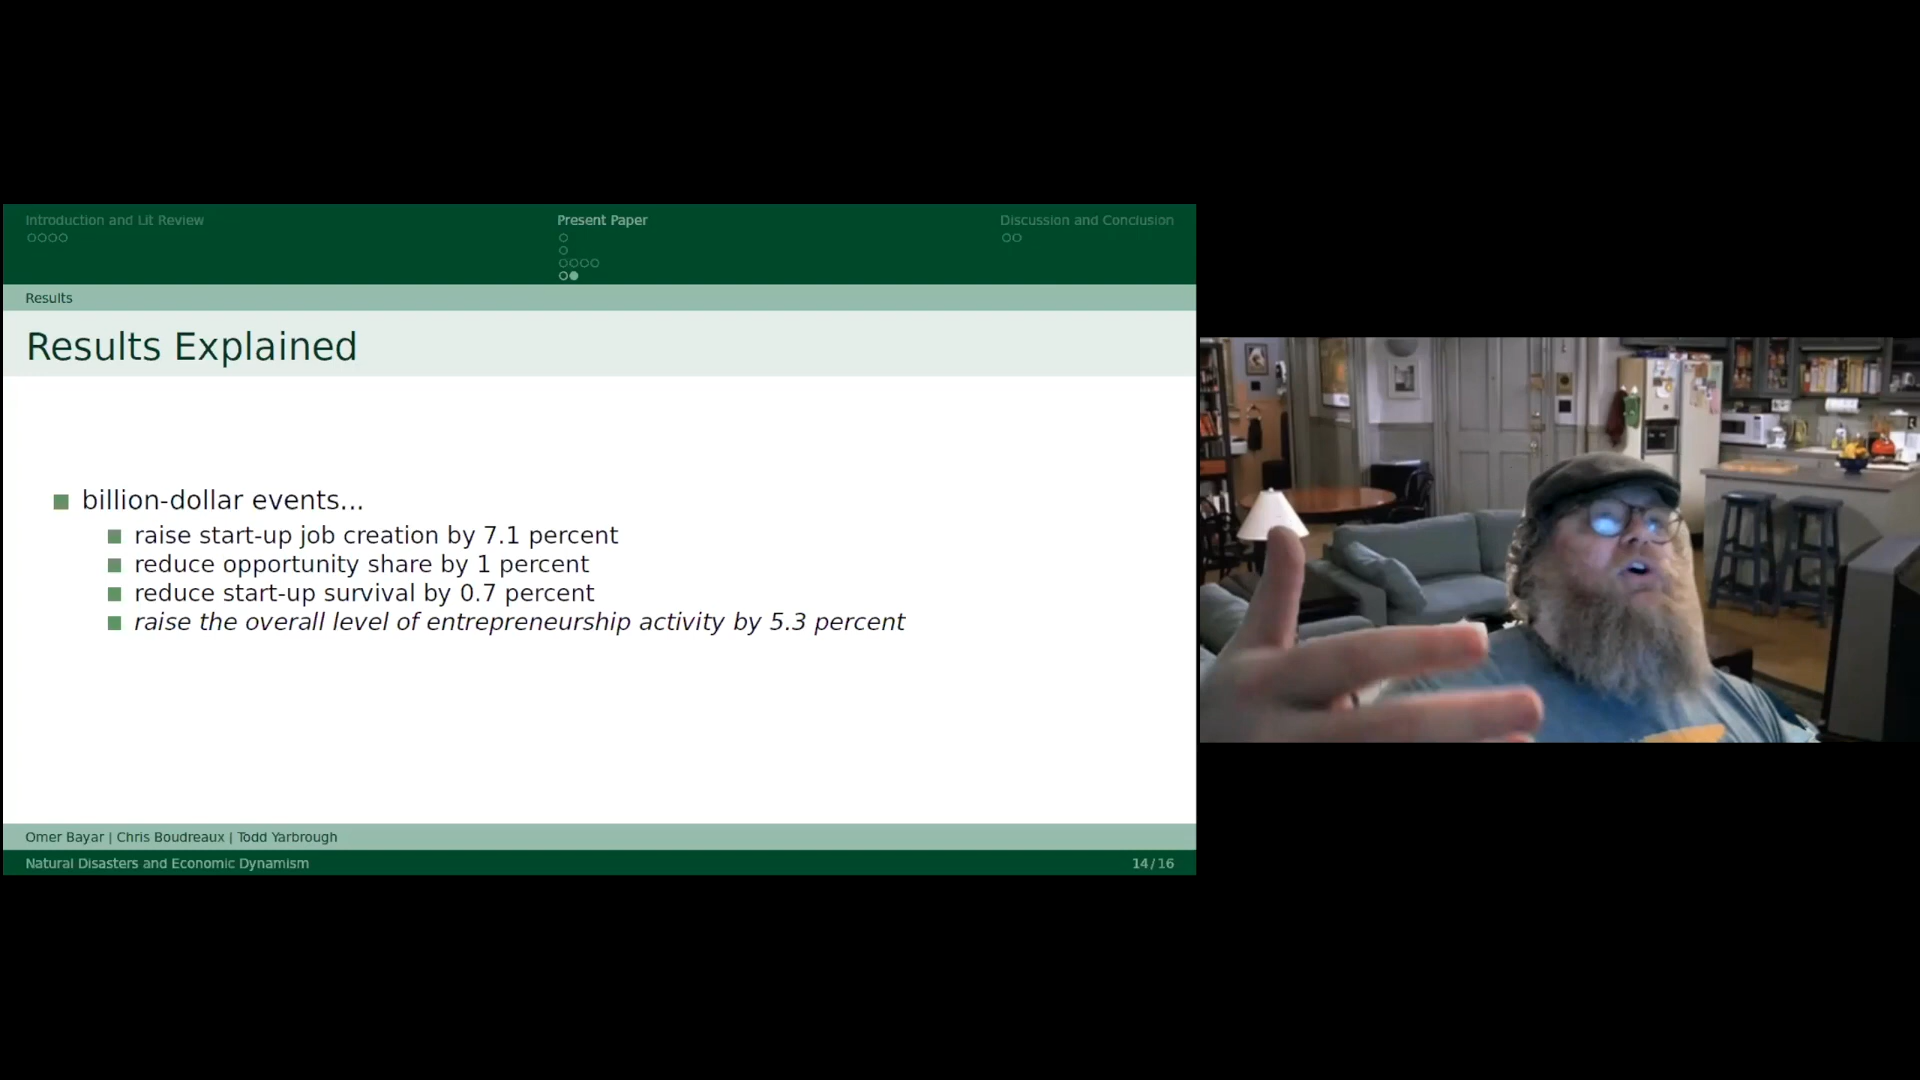 Introduction and Lit Review
Present Paper
Discussion and Conclusion
Results
Results Explained
billion-dollar events...
raise start-up job creation by 7.1 percent
reduce opportunity share by 1 percent
reduce start-up survival by 0.7 percent
raise the overall level of entrepreneurship activity by 5.3 percent
Omer Bayar | Chris Boudreaux | Todd Yarbrough
Natural Disasters and Economic Dynamism
14/16